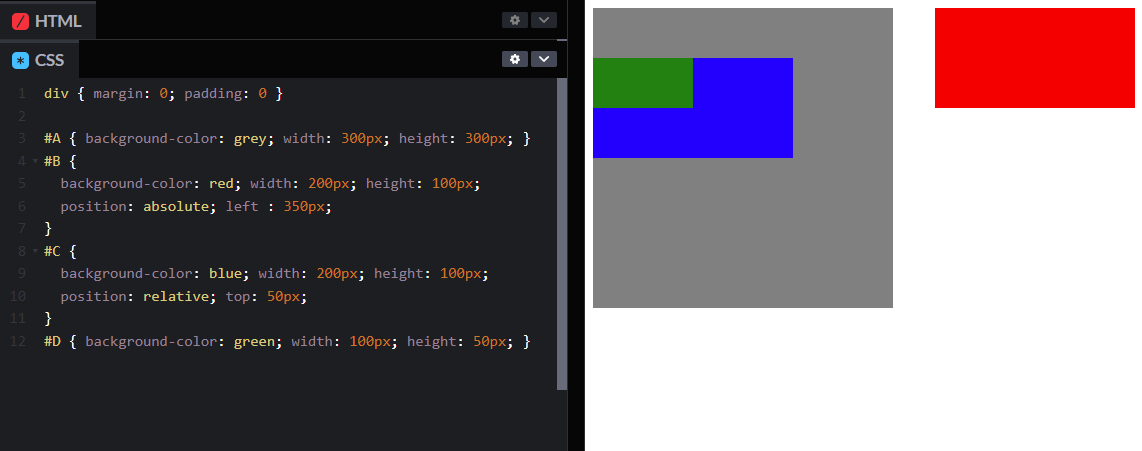 HTML
CSS
1 div { margin: 0; padding: 0 }
2
3 #A { background-color: grey; width: 300px; height: 300px; }
4 #B {
5   background-color: red; width: 200px; height: 100px;
6   position: absolute; left : 350px;
7 }
8 #C {
9   background-color: blue; width: 200px; height: 100px;
10   position: relative; top: 50px;
11 }
12 #D { background-color: green; width: 100px; height: 50px; }